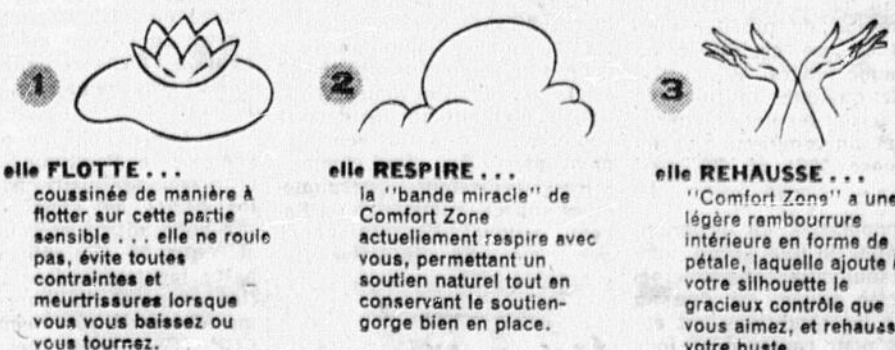 1
elle FLOTTE...
coussinée de manière à
flotter sur cette partie
sensible... elle ne roule
pas, évite toutes
contraintes et
meurtrissures lorsque
vous vous baissez ou
vous tournez.
2
elle RESPIRE...
la "bande miracle" de
Comfort Zone
actuellement respire avec
vous, permettant un
soutien naturel tout en
conservant le soutien-
gorge bien en place.
3
elle REHAUSSE...
"Comfort Zone" a une
légère rembourrure
intérieure en forme de
pétale, laquelle ajoute
votre silhouette le
gracieux contrôle que
vous aimez, et rehausse
votre buste